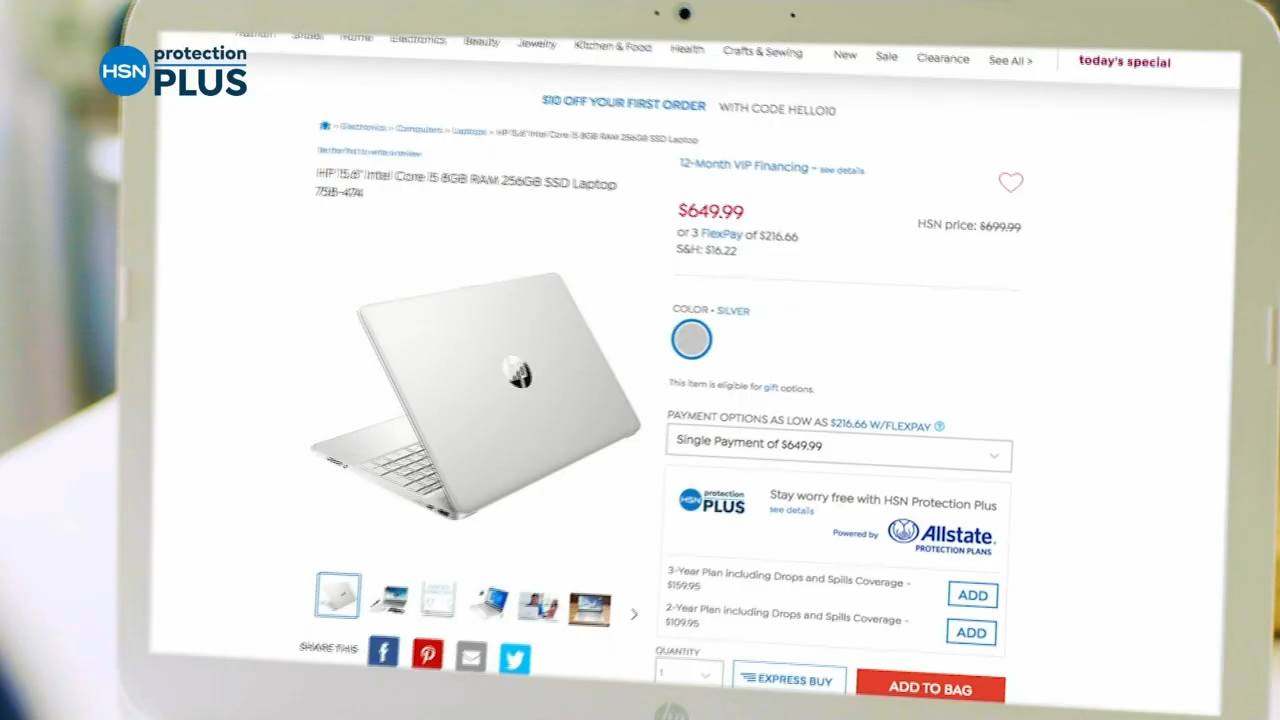 HSN protection PLUS
Fashion Shoes Home Electronics Beauty Jewelry Kitchen & Food Health Crafts & Sewing New Sale Clearance See All > today's special
$10 OFF YOUR FIRST ORDER WITH CODE HELLO10
> Electronics > Computers > Laptops > HP 15.6" Intel Core i5 8GB RAM 256GB SSD Laptop
Be the first to write a review
12-Month VIP Financing - see details
HP 15.6" Intel Core i5 8GB RAM 256GB SSD Laptop
758-474
$649.99
HSN price: $699.99
or 3 FlexPay of $216.66
S&H: $16.22
COLOR - SILVER
This item is eligible for gift options.
PAYMENT OPTIONS AS LOW AS $216.66 W/FLEXPAY ?
Single Payment of $649.99
HSN protection PLUS
Stay worry free with HSN Protection Plus
see details
Powered by Allstate.
PROTECTION PLANS
3-Year Plan including Drops and Spills Coverage -
$159.95
ADD
2-Year Plan including Drops and Spills Coverage -
$109.95
ADD
SHARE THIS
QUANTITY
1
EXPRESS BUY
ADD TO BAG
hp